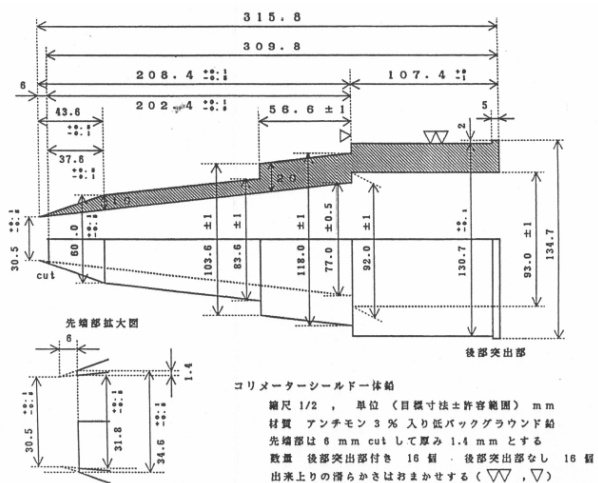 315.8
309.8
208.4 +0.1 -0.5
107.4 +0 -1
6
202.4
56.6 ±1
5
43.6 +0.5 -0.1
37.6
2
20
30.5
cut
60.0
103.6 ±1
83.6 ±1
118.0 ±1
77.0 ±0.5
92.0 ±1
130.7
93.0 ±1
134.7
先端部拡大図
後部突出部
6
1.4
30.5
31.8
34.6
コリメーターシールド一体鉛
縮尺 1/2 , 単位 (目標寸法±許容範囲) mm
材質 アンチモン 3 % 入り低バックグラウンド鉛
先端部は 6 mm cut して厚み 1.4 mm とする
数量 後部突出部付き 16 個 ・ 後部突出部なし 16 個
出来上りの滑らかさはおまかせする ( ▽▽ , ▽ )